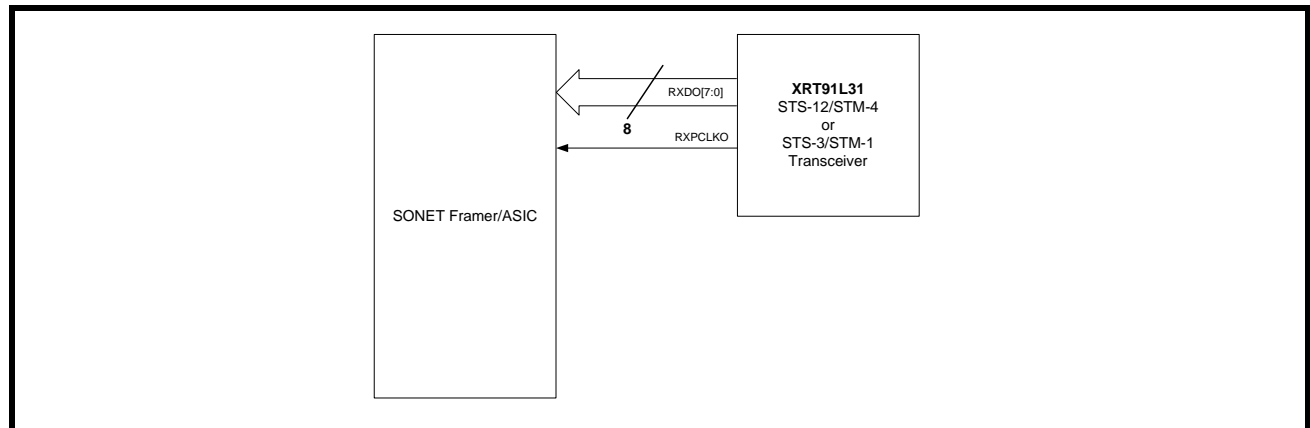 RXDO[7:0]
8
RXPCLKO
SONET Framer/ASIC
XRT91L31
STS-12/STM-4
or
STS-3/STM-1
Transceiver